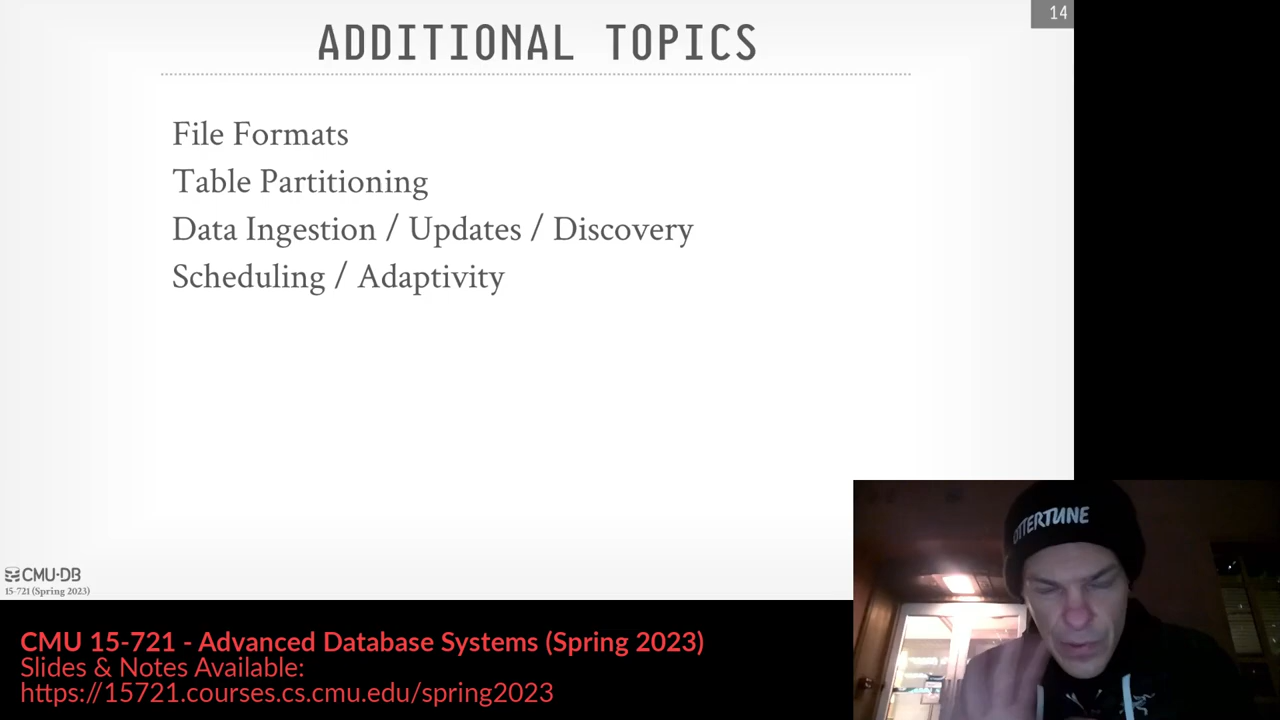 14
ADDITIONAL TOPICS
File Formats
Table Partitioning
Data Ingestion / Updates / Discovery
Scheduling / Adaptivity
CMU·DB
15-721 (Spring 2023)
OTTERTUNE
CMU 15-721 - Advanced Database Systems (Spring 2023)
Slides & Notes Available:
https://15721.courses.cs.cmu.edu/spring2023